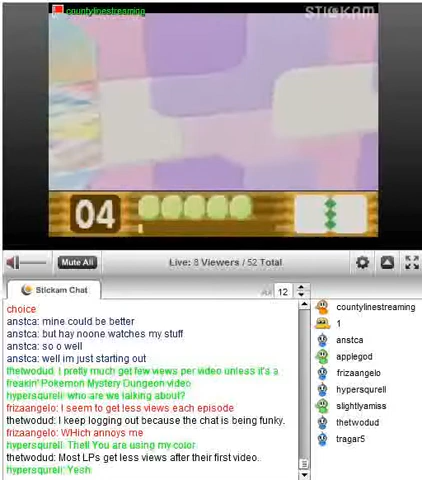 countylinestreaming
STICKAM
04
Mute All
Live: 8 Viewers / 52 Total
Stickam Chat
12
choice
anstca: mine could be better
anstca: but hay noone watches my stuff
anstca: so o well
anstca: well im just starting out
thetwodud: I pretty much get few views per video unless it's a
freakin' Pokemon Mystery Dungeon video
hypersqurell: who are we lalking about?
frizaangelo: I seem to get less views each episode
thetwodud: I keep logging out because the chat is being funky.
frizaangelo: WHich annoys me
hypersqurell: Thell You are using my color
thetwodud: Most LPs get less views after their first video.
hypersqurell: Yesh
countylinestreaming
1
anstca
applegod
frizaangelo
hypersqurell
slightlyamiss
thetwodud
tragar5